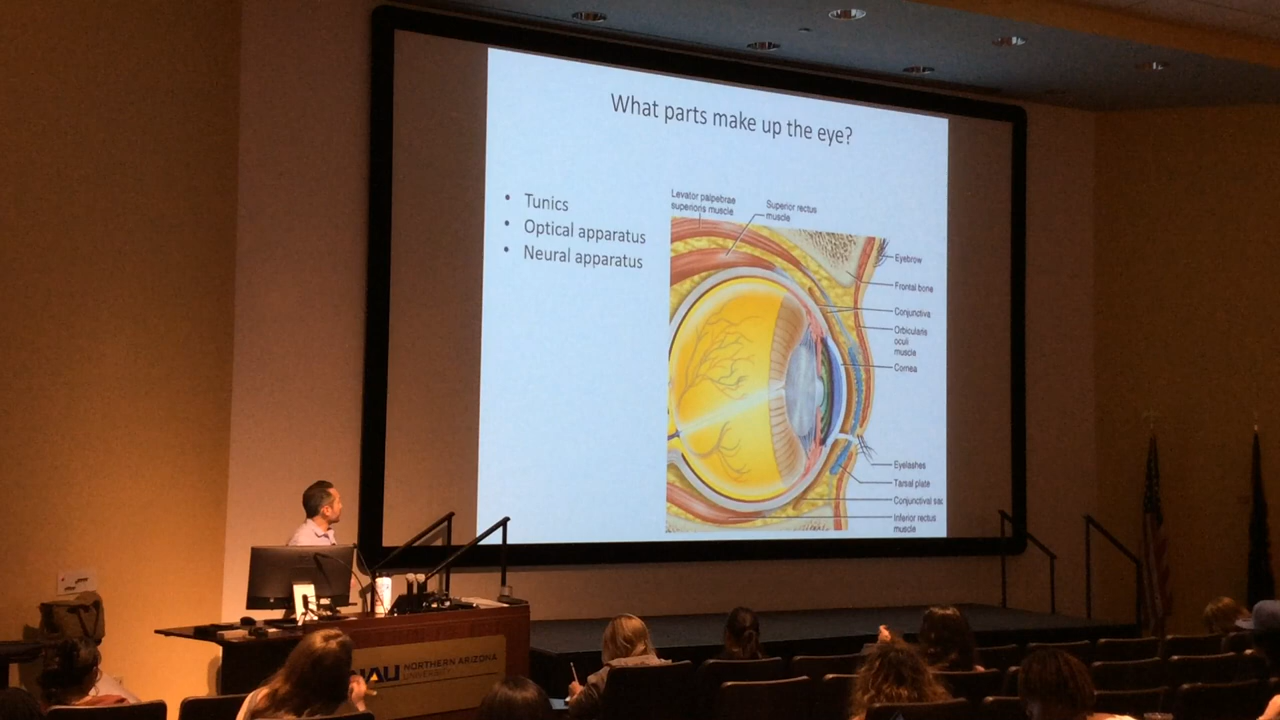 What parts make up the eye?
• Tunics
• Optical apparatus
• Neural apparatus
Levator palpebrae
superioris muscle
Superior rectus
muscle
Eyebrow
Frontal bone
Conjunctiva
Orbicularis
oculi
muscle
Cornea
Eyelashes
Tarsal plate
Conjunctival sac
Inferior rectus
muscle
NAU NORTHERN ARIZONA
UNIVERSITY